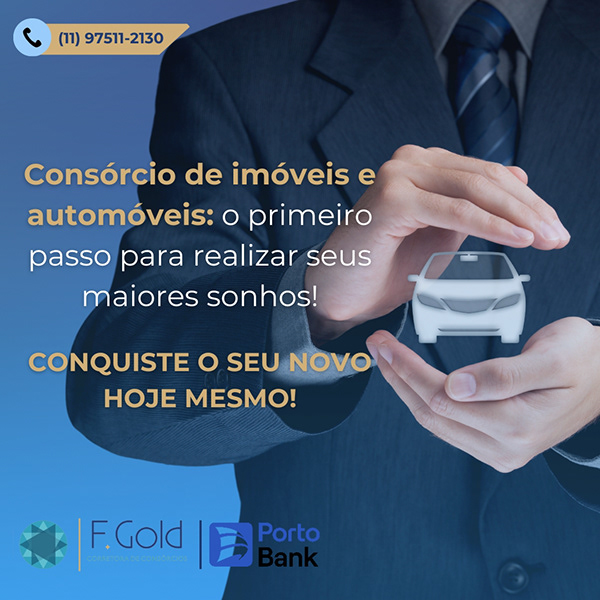 (11) 97511-2130
Consórcio de imóveis e
automóveis: o primeiro
passo para realizar seus
maiores sonhos!
CONQUISTE O SEU NOVO
HOJE MESMO!
F.Gold
Porto
Bank